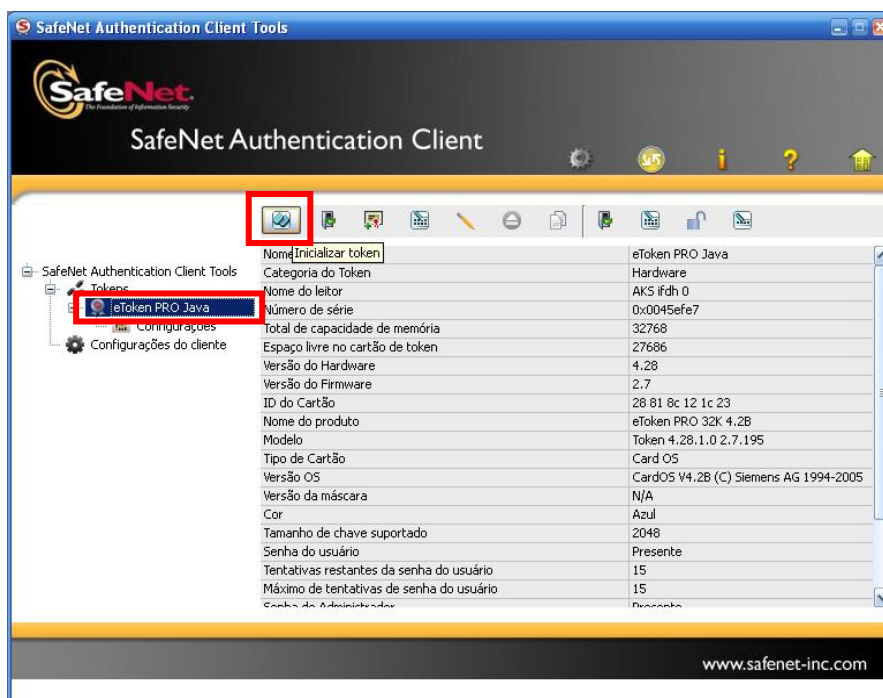 SafeNet Authentication Client Tools
SafeNet.
The Foundation of Information Security
SafeNet Authentication Client
Inicializar token
SafeNet Authentication Client Tools
Tokens
eToken PRO Java
Configurações
Configurações do cliente
Nome eToken PRO Java
Categoria do Token Hardware
Nome do leitor AKS ifdh 0
Número de série 0x0045efe7
Total de capacidade de memória 32768
Espaço livre no cartão de token 27686
Versão do Hardware 4.28
Versão do Firmware 2.7
ID do Cartão 28 81 8c 12 1c 23
Nome do produto eToken PRO 32K 4.2B
Modelo Token 4.28.1.0 2.7.195
Tipo de Cartão Card OS
Versão OS CardOS V4.2B (C) Siemens AG 1994-2005
Versão da máscara N/A
Cor Azul
Tamanho de chave suportado 2048
Senha do usuário Presente
Tentativas restantes da senha do usuário 15
Máximo de tentativas de senha do usuário 15
Senha do Administrador Presente
www.safenet-inc.com